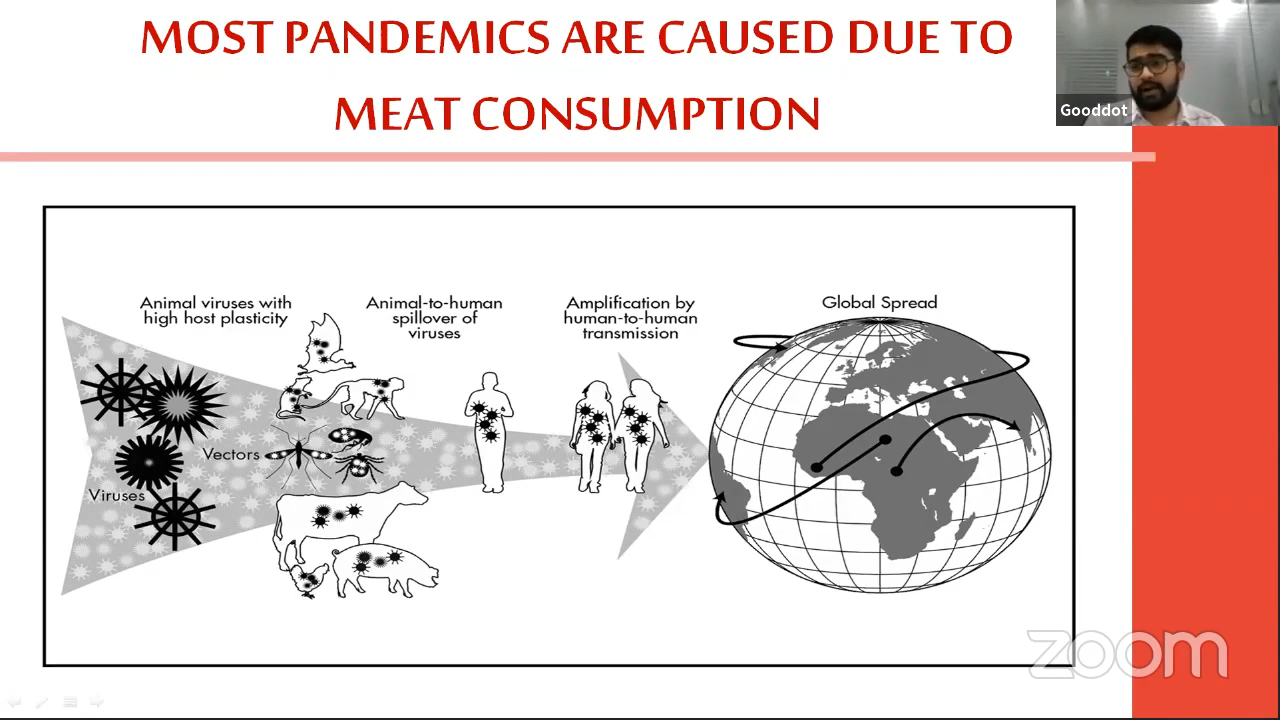 MOST PANDEMICS ARE CAUSED DUE TO
MEAT CONSUMPTION
Gooddot
Animal viruses with
high host plasticity
Animal-to-human
spillover of
viruses
Amplification by
human-to-human
transmission
Global Spread
Vectors
Viruses
zoom